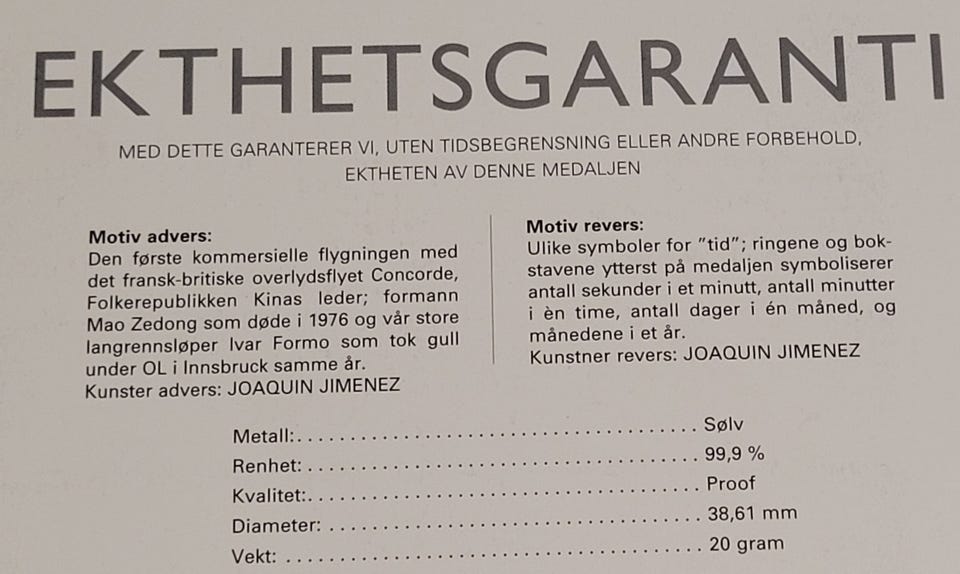 EKTHETSGARANTI
MED DETTE GARANTERER VI, UTEN TIDSBEGRENSNING ELLER ANDRE FORBEHOLD,
EKTHETEN AV DENNE MEDALJEN
Motiv advers:
Den første kommersielle flygningen med
det fransk-britiske overlydsflyet Concorde,
Folkerepublikken Kinas leder; formann
Mao Zedong som døde i 1976 og vår store
langrennsløper Ivar Formo som tok gull
under OL i Innsbruck samme år.
Kunster advers: JOAQUIN JIMENEZ
Motiv revers:
Ulike symboler for "tid"; ringene og bok-
stavene ytterst på medaljen symboliserer
antall sekunder i et minutt, antall minutter
i èn time, antall dager i én måned, og
månedene i et år.
Kunstner revers: JOAQUIN JIMENEZ
Metall:........................................ Sølv
Renhet:....................................... 99,9 %
Kvalitet:....................................... Proof
Diameter: ..................................... 38,61 mm
Vekt: ......................................... 20 gram